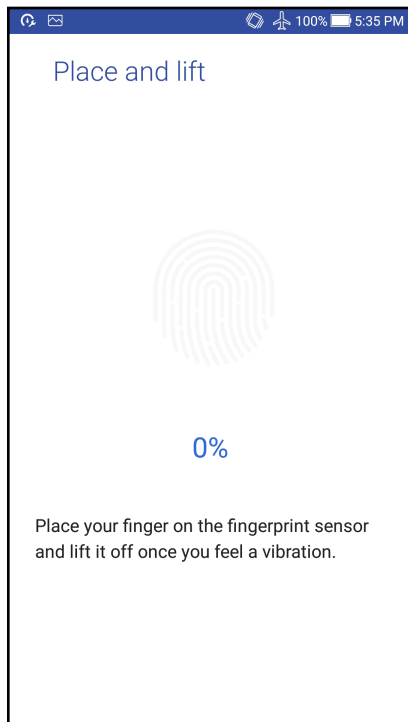 100% 5:35 PM
Place and lift
0%
Place your finger on the fingerprint sensor
and lift it off once you feel a vibration.